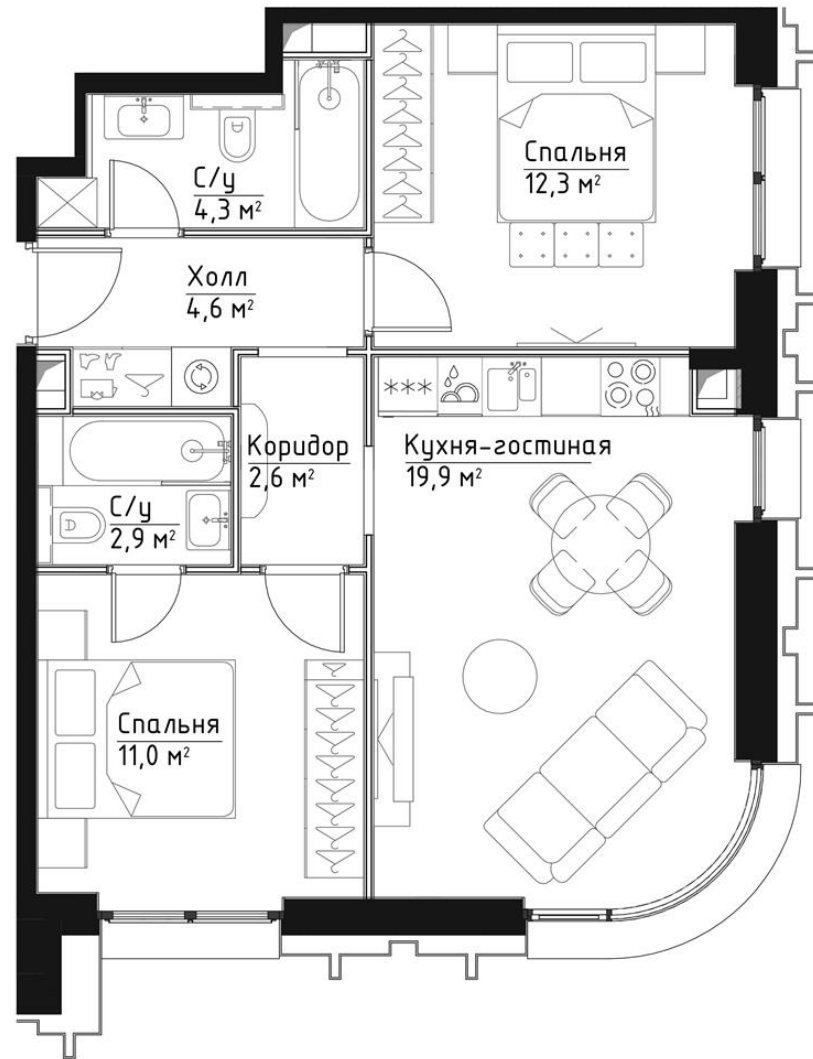 С/у
4,3 м²
Спальня
12,3 м²
Холл
4,6 м²
Коридор
2,6 м²
Кухня-гостиная
19,9 м²
С/у
2,9 м²
Спальня
11,0 м²